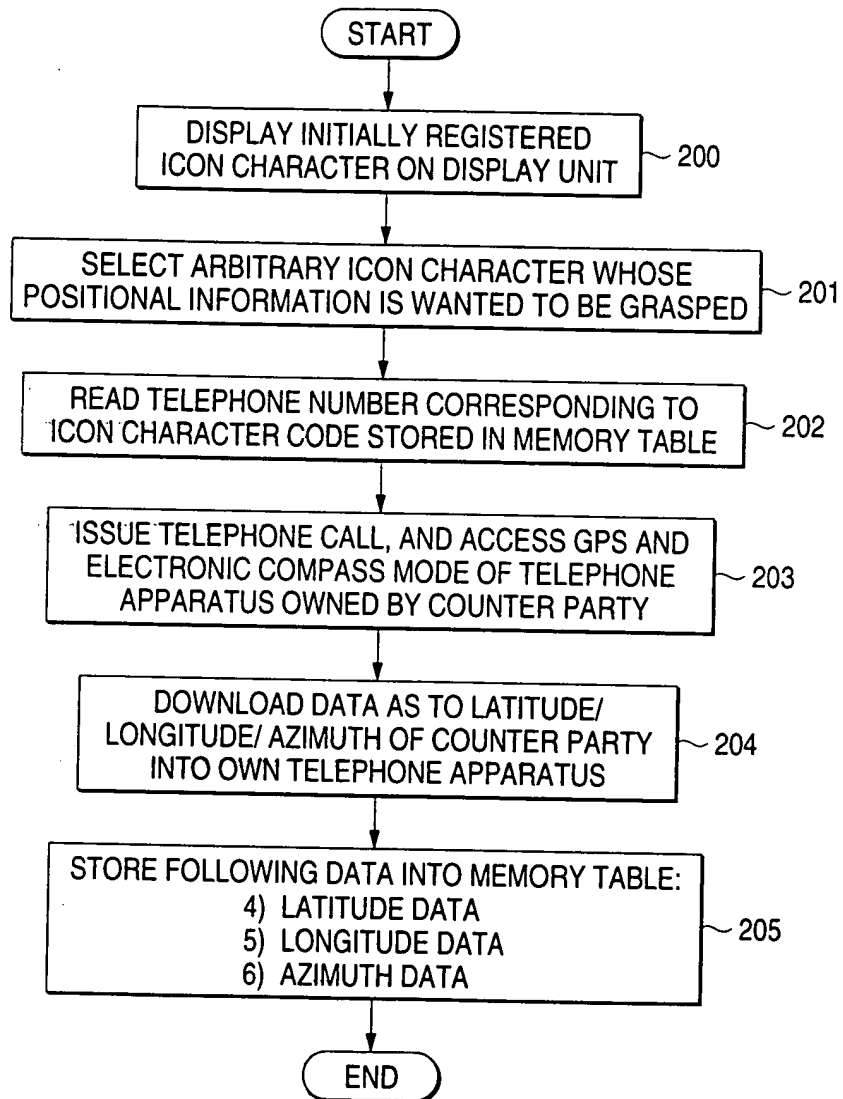 START
DISPLAY INITIALLY REGISTERED
ICON CHARACTER ON DISPLAY UNIT
200
SELECT ARBITRARY ICON CHARACTER WHOSE
POSITIONAL INFORMATION IS WANTED TO BE GRASPED
201
READ TELEPHONE NUMBER CORRESPONDING TO
ICON CHARACTER CODE STORED IN MEMORY TABLE
202
ISSUE TELEPHONE CALL, AND ACCESS GPS AND
ELECTRONIC COMPASS MODE OF TELEPHONE
APPARATUS OWNED BY COUNTER PARTY
203
DOWNLOAD DATA AS TO LATITUDE/
LONGITUDE/ AZIMUTH OF COUNTER PARTY
INTO OWN TELEPHONE APPARATUS
204
STORE FOLLOWING DATA INTO MEMORY TABLE:
4) LATITUDE DATA
5) LONGITUDE DATA
6) AZIMUTH DATA
205
END